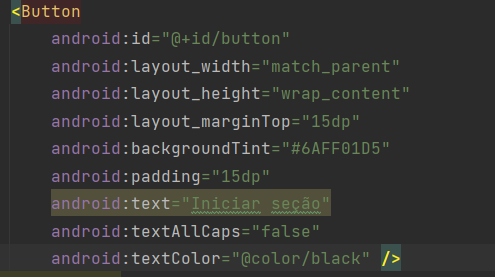 <Button
android:id="@+id/button"
android:layout_width="match_parent"
android:layout_height="wrap_content"
android:layout_marginTop="15dp"
android:backgroundTint="#6AFF01D5"
android:padding="15dp"
android:text="Iniciar seção"
android:textAllCaps="false"
android:textColor="@color/black" />